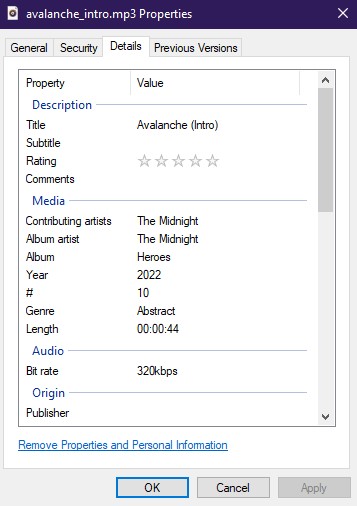 avalanche_intro.mp3 Properties
General Security Details Previous Versions
Property Value
Description
Title Avalanche (Intro)
Subtitle
Rating
Comments
Media
Contributing artists The Midnight
Album artist The Midnight
Album Heroes
Year 2022
# 10
Genre Abstract
Length 00:00:44
Audio
Bit rate 320kbps
Origin
Publisher
Remove Properties and Personal Information
OK Cancel Apply